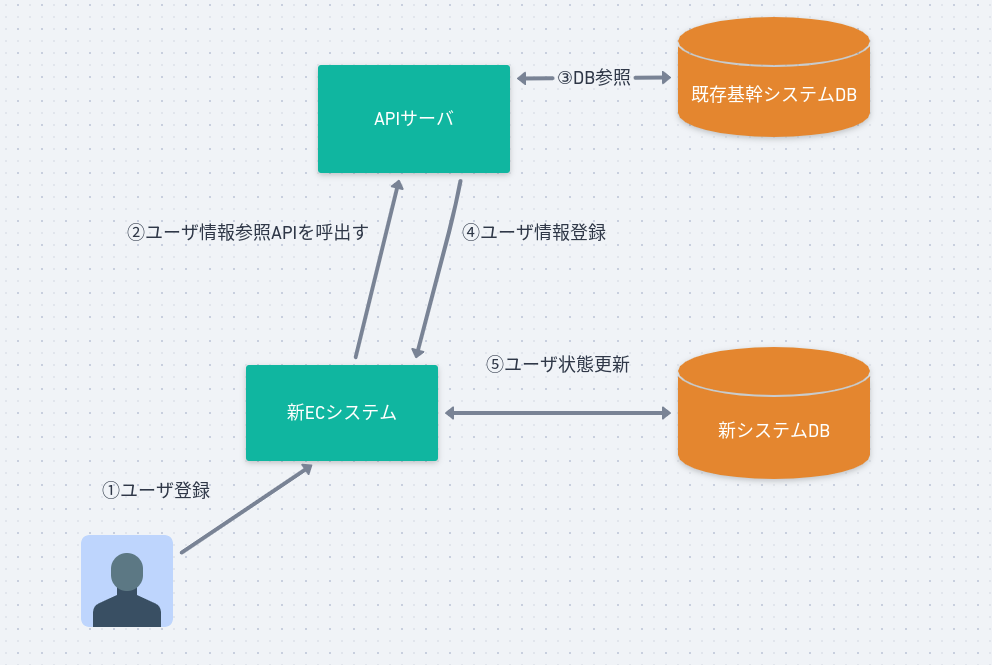 ③DB参照
既存基幹システムDB
APIサーバ
②ユーザ情報参照APIを呼出す
④ユーザ情報登録
⑤ユーザ状態更新
新ECシステム
新システムDB
①ユーザ登録